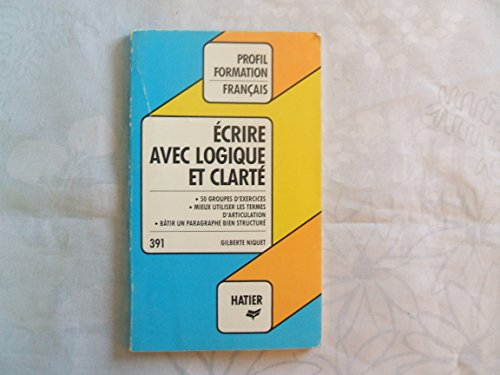 PROFIL
FORMATION
FRANÇAIS
ÉCRIRE
AVEC LOGIQUE
ET CLARTÉ
• 50 GROUPES D'EXERCICES
• MIEUX UTILISER LES TERMES
D'ARTICULATION
• BÂTIR UN PARAGRAPHE BIEN STRUCTURÉ
391 GILBERTE NIQUET
HATIER